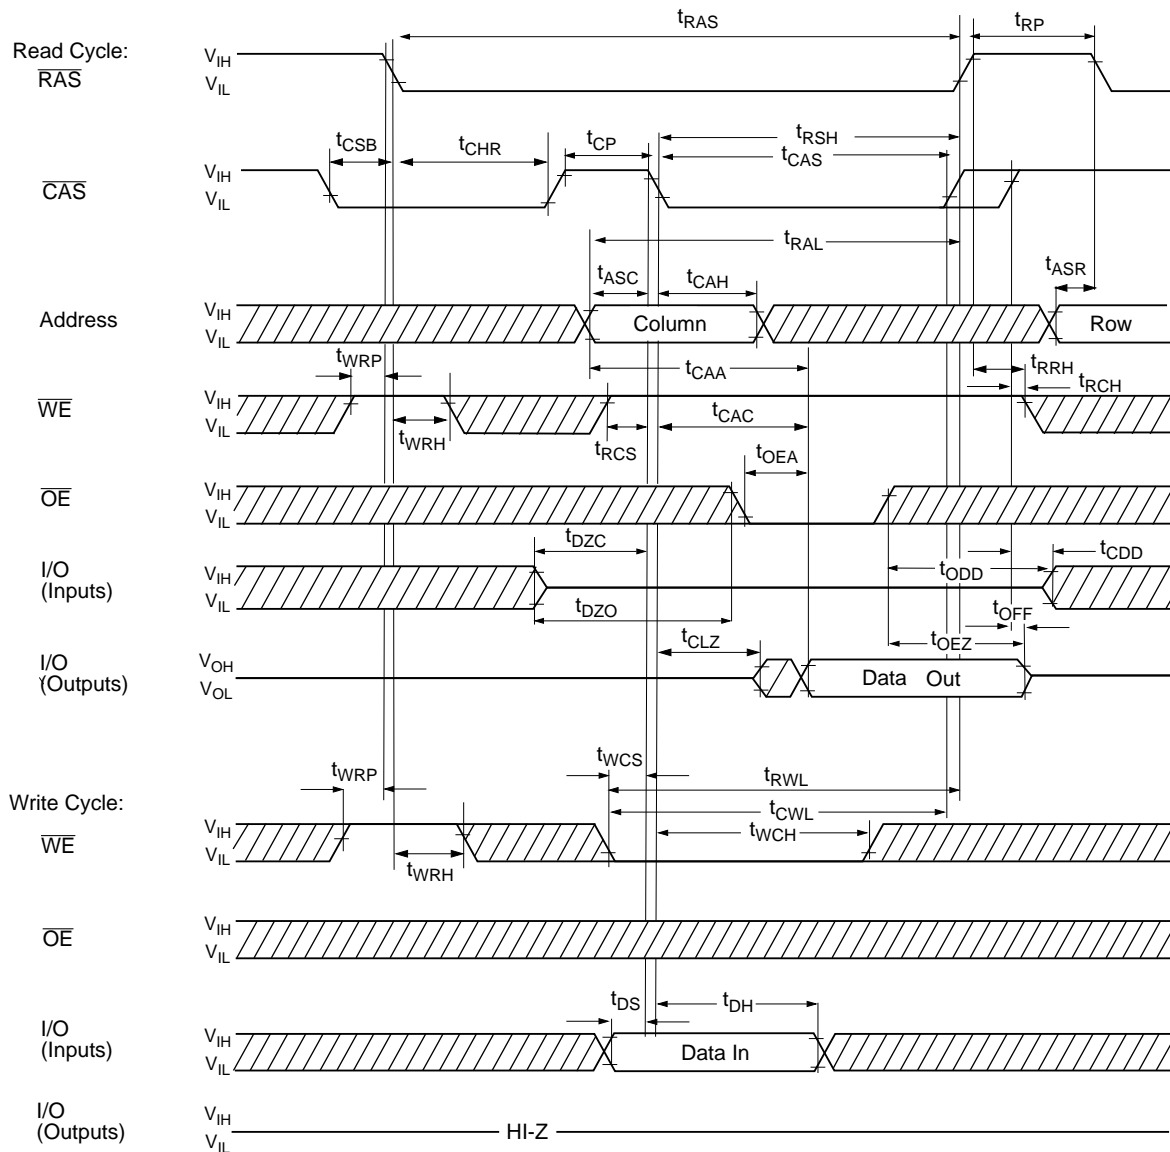 tRAS
tRP
Read Cycle:
RAS
VIH
VIL
tCSB
tCHR
tCP
tRSH
tCAS
CAS
VIH
VIL
tRAL
tASC
tCAH
tASR
Address
VIH
VIL
Column
Row
tWRP
tCAA
tRRH
tRCH
WE
VIH
VIL
tWRH
tRCS
tCAC
tOEA
OE
VIH
VIL
tDZC
tCDD
tODD
I/O
(Inputs)
VIH
VIL
tDZO
tOFF
tOEZ
tCLZ
I/O
(Outputs)
VOH
VOL
Data Out
tWCS
tWRP
tRWL
tCWL
tWCH
Write Cycle:
WE
VIH
VIL
tWRH
OE
VIH
VIL
tDS
tDH
I/O
(Inputs)
VIH
VIL
Data In
I/O
(Outputs)
VIH
VIL
HI-Z